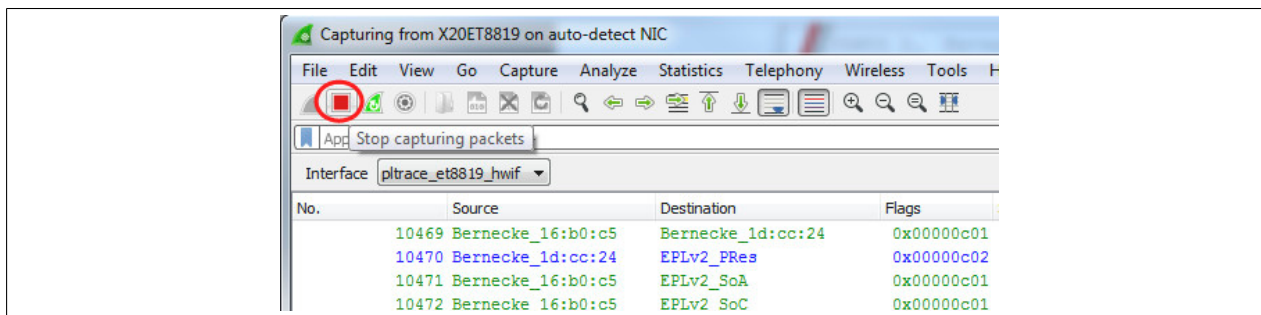 Capturing from X20ET8819 on auto-detect NIC
File Edit View Go Capture Analyze Statistics Telephony Wireless Tools H
App Stop capturing packets
Interface pltrace_et8819_hwif
No. Source Destination Flags
10469 Bernecke_16:b0:c5 Bernecke_1d:cc:24 0x00000c01
10470 Bernecke_1d:cc:24 EPLv2_PRes 0x00000c02
10471 Bernecke_16:b0:c5 EPLv2_SoA 0x00000c01
10472 Bernecke_16:b0:c5 EPLv2_SoC 0x00000c01